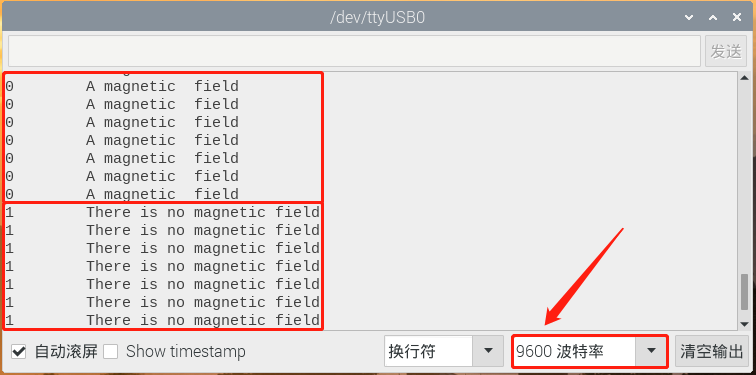 /dev/ttyUSB0
发送
0 A magnetic  field
0 A magnetic  field
0 A magnetic  field
0 A magnetic  field
0 A magnetic  field
0 A magnetic  field
0 A magnetic  field
1 There is no magnetic field
1 There is no magnetic field
1 There is no magnetic field
1 There is no magnetic field
1 There is no magnetic field
1 There is no magnetic field
1 There is no magnetic field
自动滚屏 Show timestamp 换行符 9600 波特率 清空输出